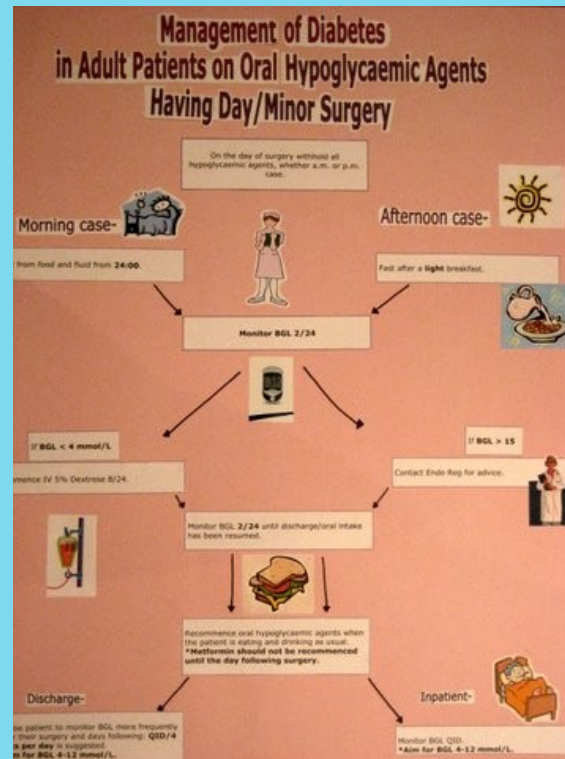 Management of Diabetes
in Adult Patients on Oral Hypoglycaemic Agents
Having Day/Minor Surgery
On the day of surgery withhold all
hypoglycaemic agents, whether a.m. or p.m.
case.
Morning case-
Afternoon case-
from food and fluid from 24:00.
Fast after a light breakfast.
Monitor BGL 2/24
If BGL < 4 mmol/L
If BGL > 15
mence IV 5% Dextrose 8/24.
Contact Endo Reg for advice.
Monitor BGL 2/24 until discharge/oral intake
has been resumed.
Recommence oral hypoglycaemic agents when
the patient is eating and drinking as usual.
*Metformin should not be recommenced
until the day following surgery.
Discharge-
Inpatient-
patient to monitor BGL more frequently
their surgery and days following: QID/4
per day is suggested.
for BGL 4-12 mmol/L.
Monitor BGL QID.
*Aim for BGL 4-12 mmol/L.